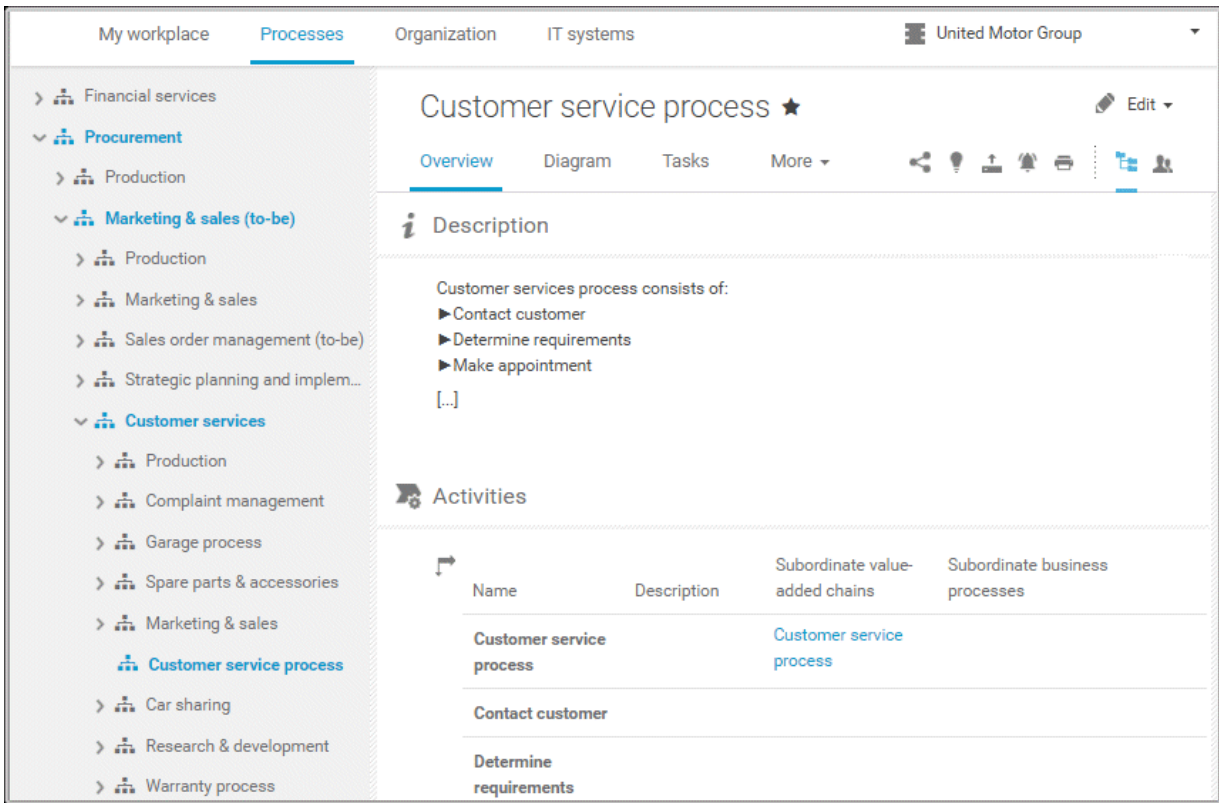 My workplace Processes Organization IT systems United Motor Group
Financial services
Procurement
Production
Marketing & sales (to-be)
Production
Marketing & sales
Sales order management (to-be)
Strategic planning and implem...
Customer services
Production
Complaint management
Garage process
Spare parts & accessories
Marketing & sales
Customer service process
Car sharing
Research & development
Warranty process
Customer service process ★ Edit
Overview Diagram Tasks More
Description
Customer services process consists of:
►Contact customer
►Determine requirements
►Make appointment
[...]
Activities
Name Description Subordinate value-
added chains Subordinate business
processes
Customer service
process Customer service
process
Contact customer
Determine
requirements